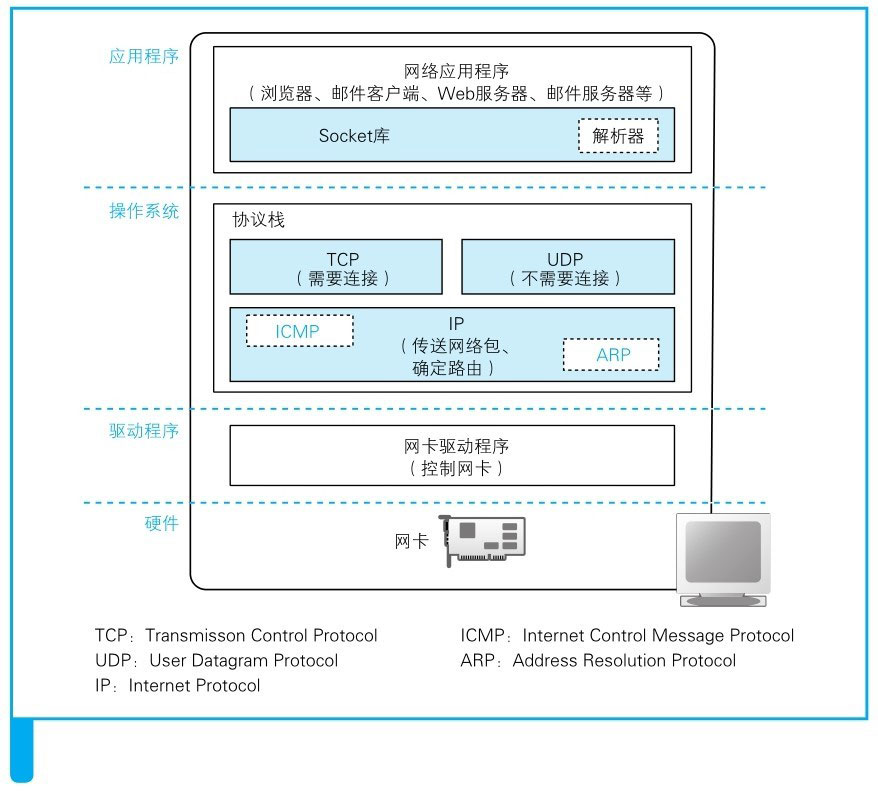 应用程序
网络应用程序
（浏览器、邮件客户端、Web服务器、邮件服务器等）
Socket库
解析器
操作系统
协议栈
TCP
（需要连接）
UDP
（不需要连接）
ICMP
IP
（传送网络包、
确定路由）
ARP
驱动程序
网卡驱动程序
（控制网卡）
硬件
网卡
TCP：Transmisson Control Protocol
UDP：User Datagram Protocol
IP：Internet Protocol
ICMP：Internet Control Message Protocol
ARP：Address Resolution Protocol